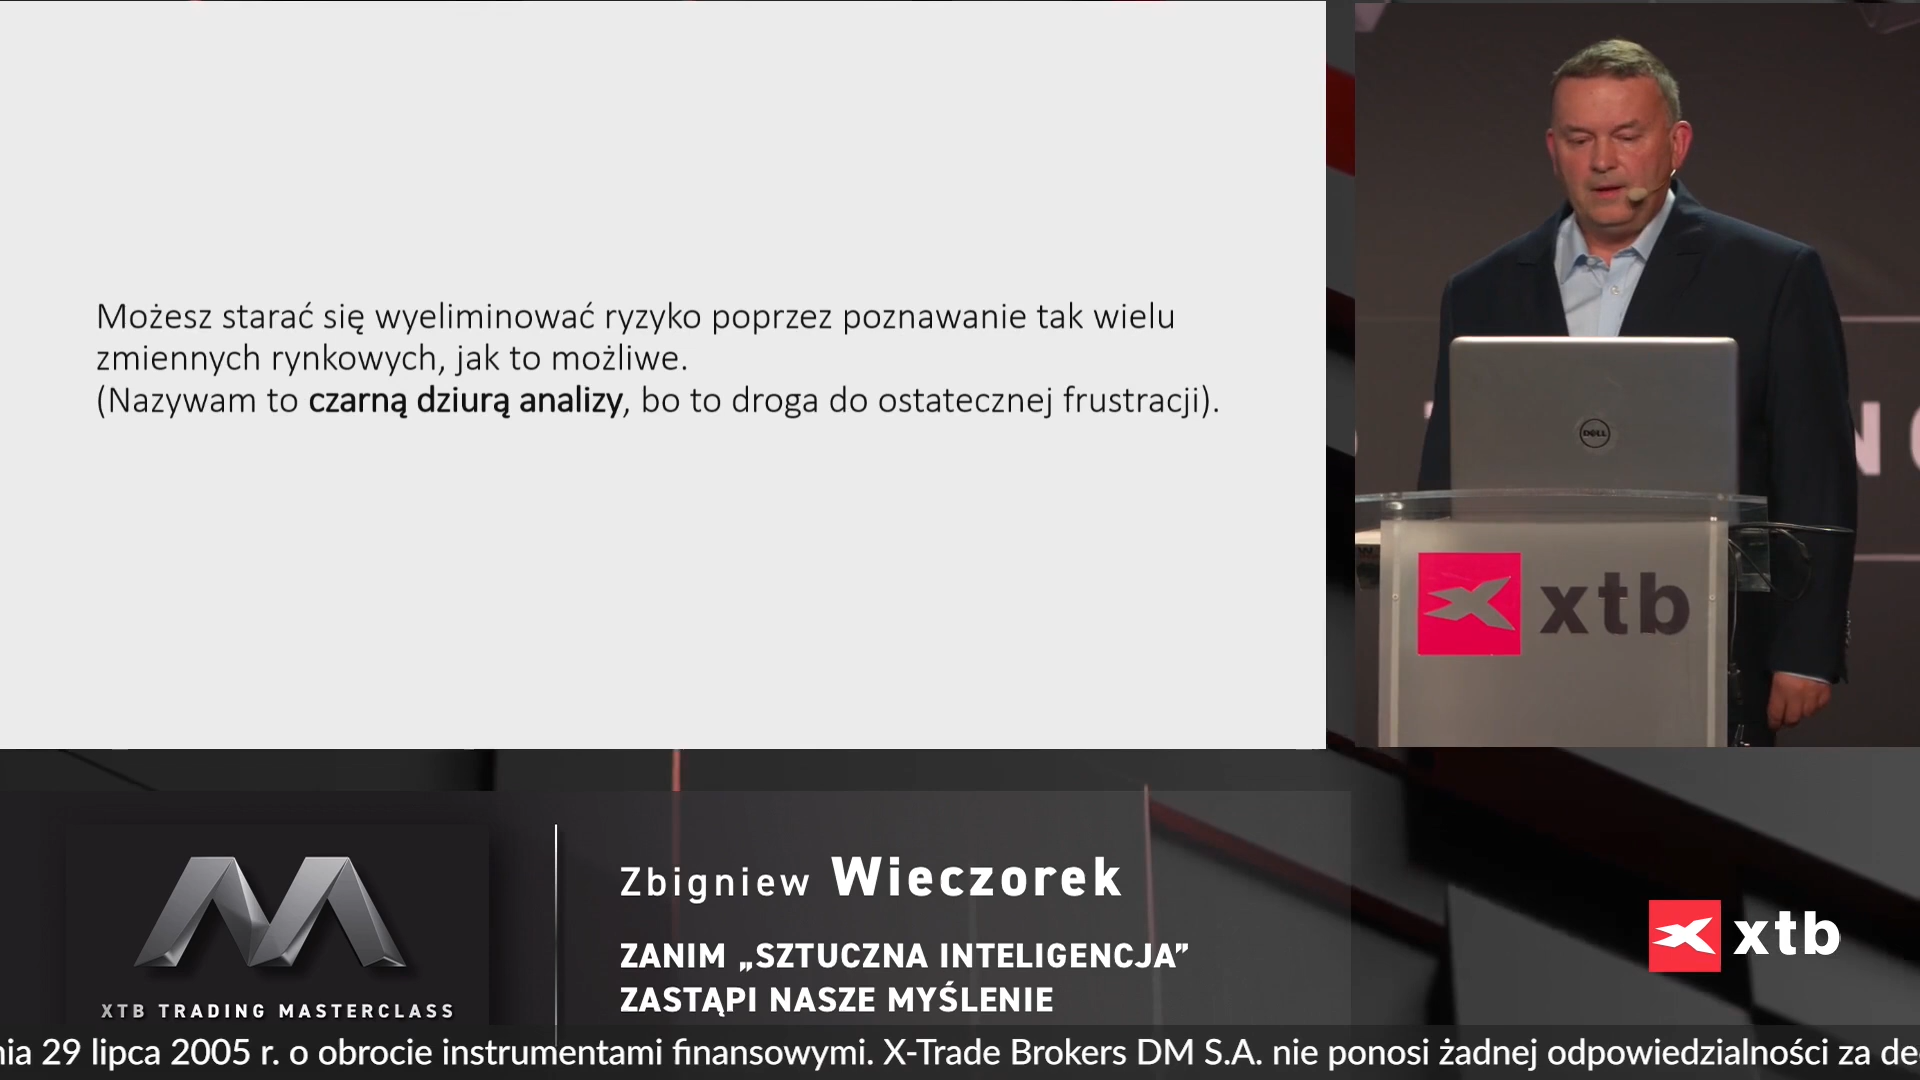 Możesz starać się wyeliminować ryzyko poprzez poznawanie tak wielu
zmiennych rynkowych, jak to możliwe.
(Nazywam to czarną dziurą analizy, bo to droga do ostatecznej frustracji).
DELL
xtb
Zbigniew Wieczorek
ZANIM „SZTUCZNA INTELIGENCJA”
ZASTĄPI NASZE MYŚLENIE
XTB TRADING MASTERCLASS
xtb
29 lipca 2005 r. o obrocie instrumentami finansowymi. X-Trade Brokers DM S.A. nie ponosi żadnej odpowiedzialności za